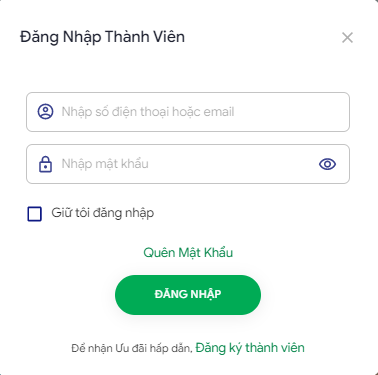 Đăng Nhập Thành Viên
Nhập số điện thoại hoặc email
Nhập mật khẩu
Giữ tôi đăng nhập
Quên Mật Khẩu
ĐĂNG NHẬP
Để nhận Ưu đãi hấp dẫn, Đăng ký thành viên